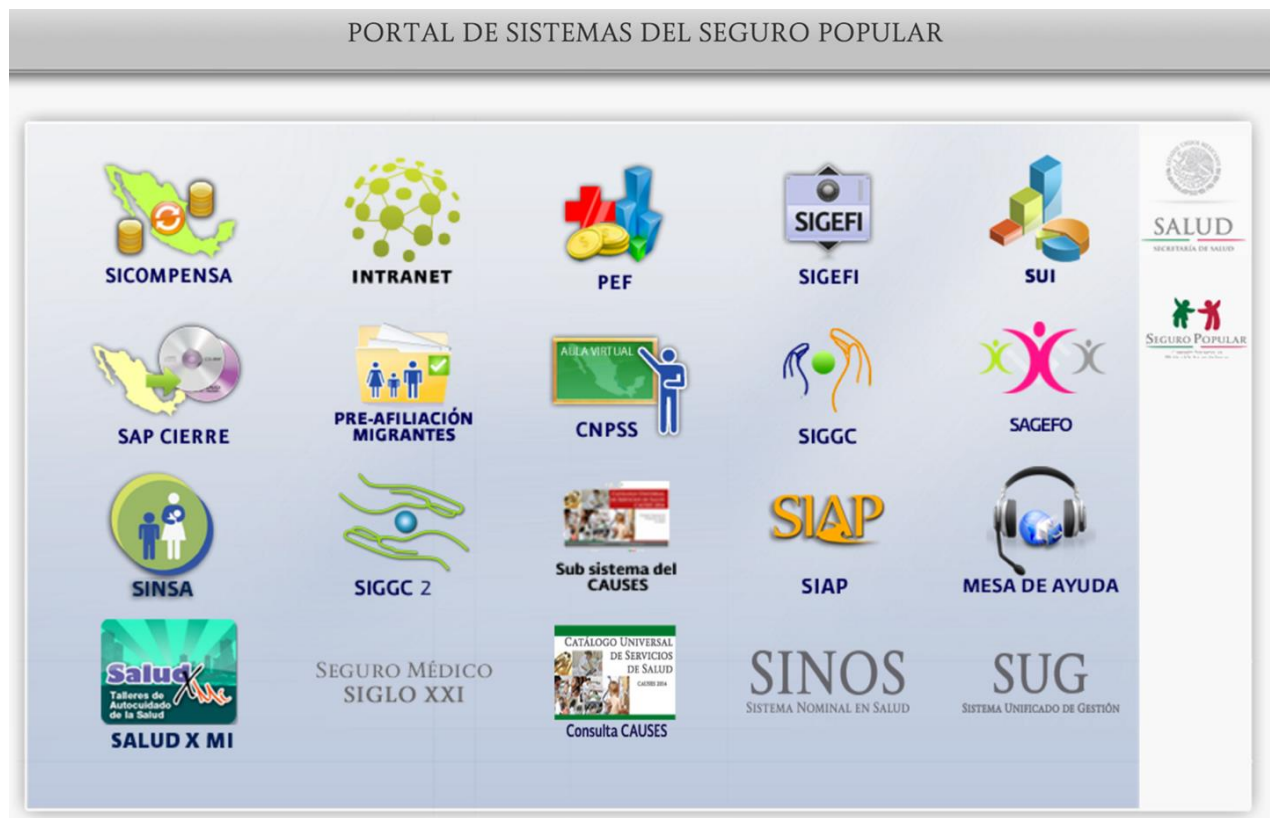 PORTAL DE SISTEMAS DEL SEGURO POPULAR
SICOMPENSA
INTRANET
PEF
SIGEFI
SIGEFI
SUI
SALUD
SECRETARÍA DE SALUD
SAP CIERRE
PRE-AFILIACIÓN
MIGRANTES
AULA VIRTUAL
CNPSS
SIGGC
SAGEFO
SEGURO POPULAR
SINSA
SIGGC 2
Sub sistema del
CAUSES
SIAP
SIAP
MESA DE AYUDA
Salud
X Mi
Talleres de
Autocuidado
de la Salud
SALUD X MI
SEGURO MÉDICO
SIGLO XXI
CATÁLOGO UNIVERSAL
DE SERVICIOS
DE SALUD
CAUSES 2014
Consulta CAUSES
SINOS
SISTEMA NOMINAL EN SALUD
SUG
SISTEMA UNIFICADO DE GESTIÓN